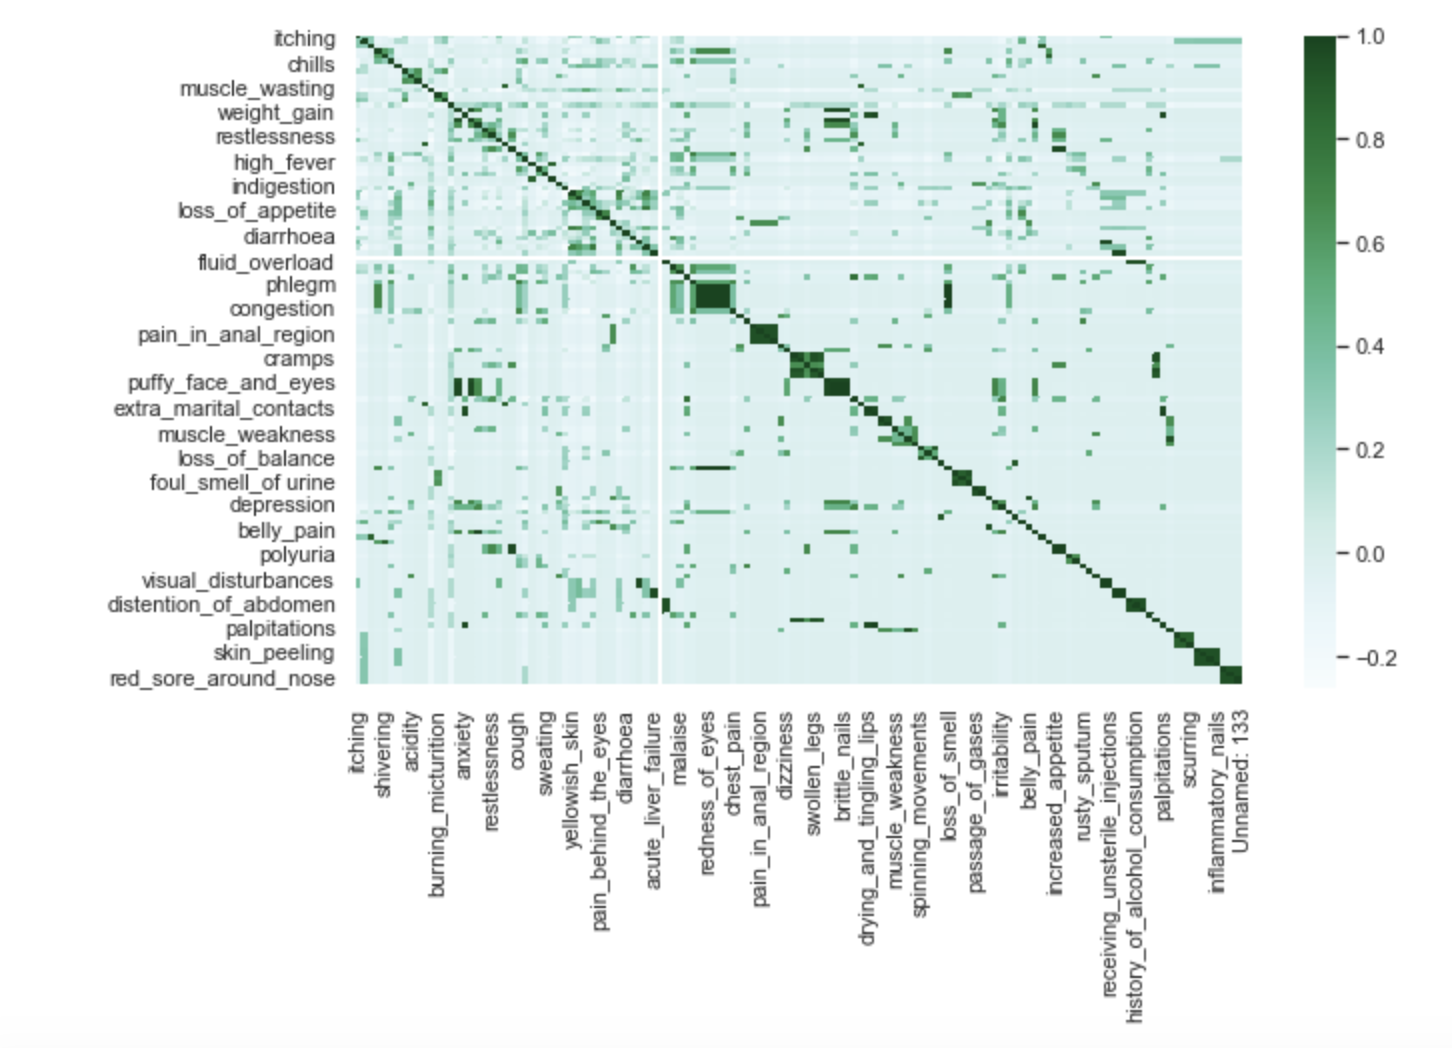 itching
chills
muscle_wasting
weight_gain
restlessness
high_fever
indigestion
loss_of_appetite
diarrhoea
fluid_overload
phlegm
congestion
pain_in_anal_region
cramps
puffy_face_and_eyes
extra_marital_contacts
muscle_weakness
loss_of_balance
foul_smell_of urine
depression
belly_pain
polyuria
visual_disturbances
distention_of_abdomen
palpitations
skin_peeling
red_sore_around_nose
itching
shivering
acidity
burning_micturition
anxiety
restlessness
cough
sweating
yellowish_skin
pain_behind_the_eyes
diarrhoea
acute_liver_failure
malaise
redness_of_eyes
chest_pain
pain_in_anal_region
dizziness
swollen_legs
brittle_nails
drying_and_tingling_lips
muscle_weakness
spinning_movements
loss_of_smell
passage_of_gases
irritability
belly_pain
increased_appetite
rusty_sputum
receiving_unsterile_injections
history_of_alcohol_consumption
palpitations
scurring
inflammatory_nails
Unnamed: 133
1.0
0.8
0.6
0.4
0.2
0.0
−0.2